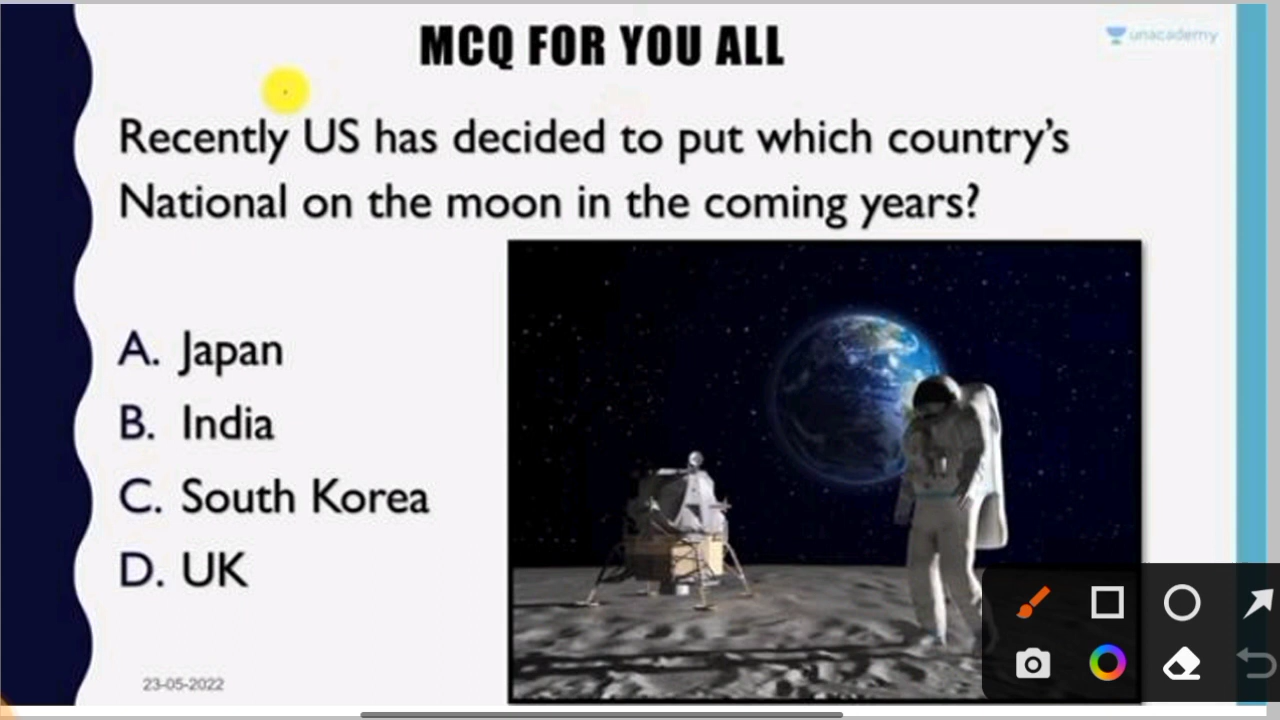 MCQ FOR YOU ALL
unacademy
Recently US has decided to put which country's
National on the moon in the coming years?
A. Japan
B. India
C. South Korea
D. UK
23-05-2022